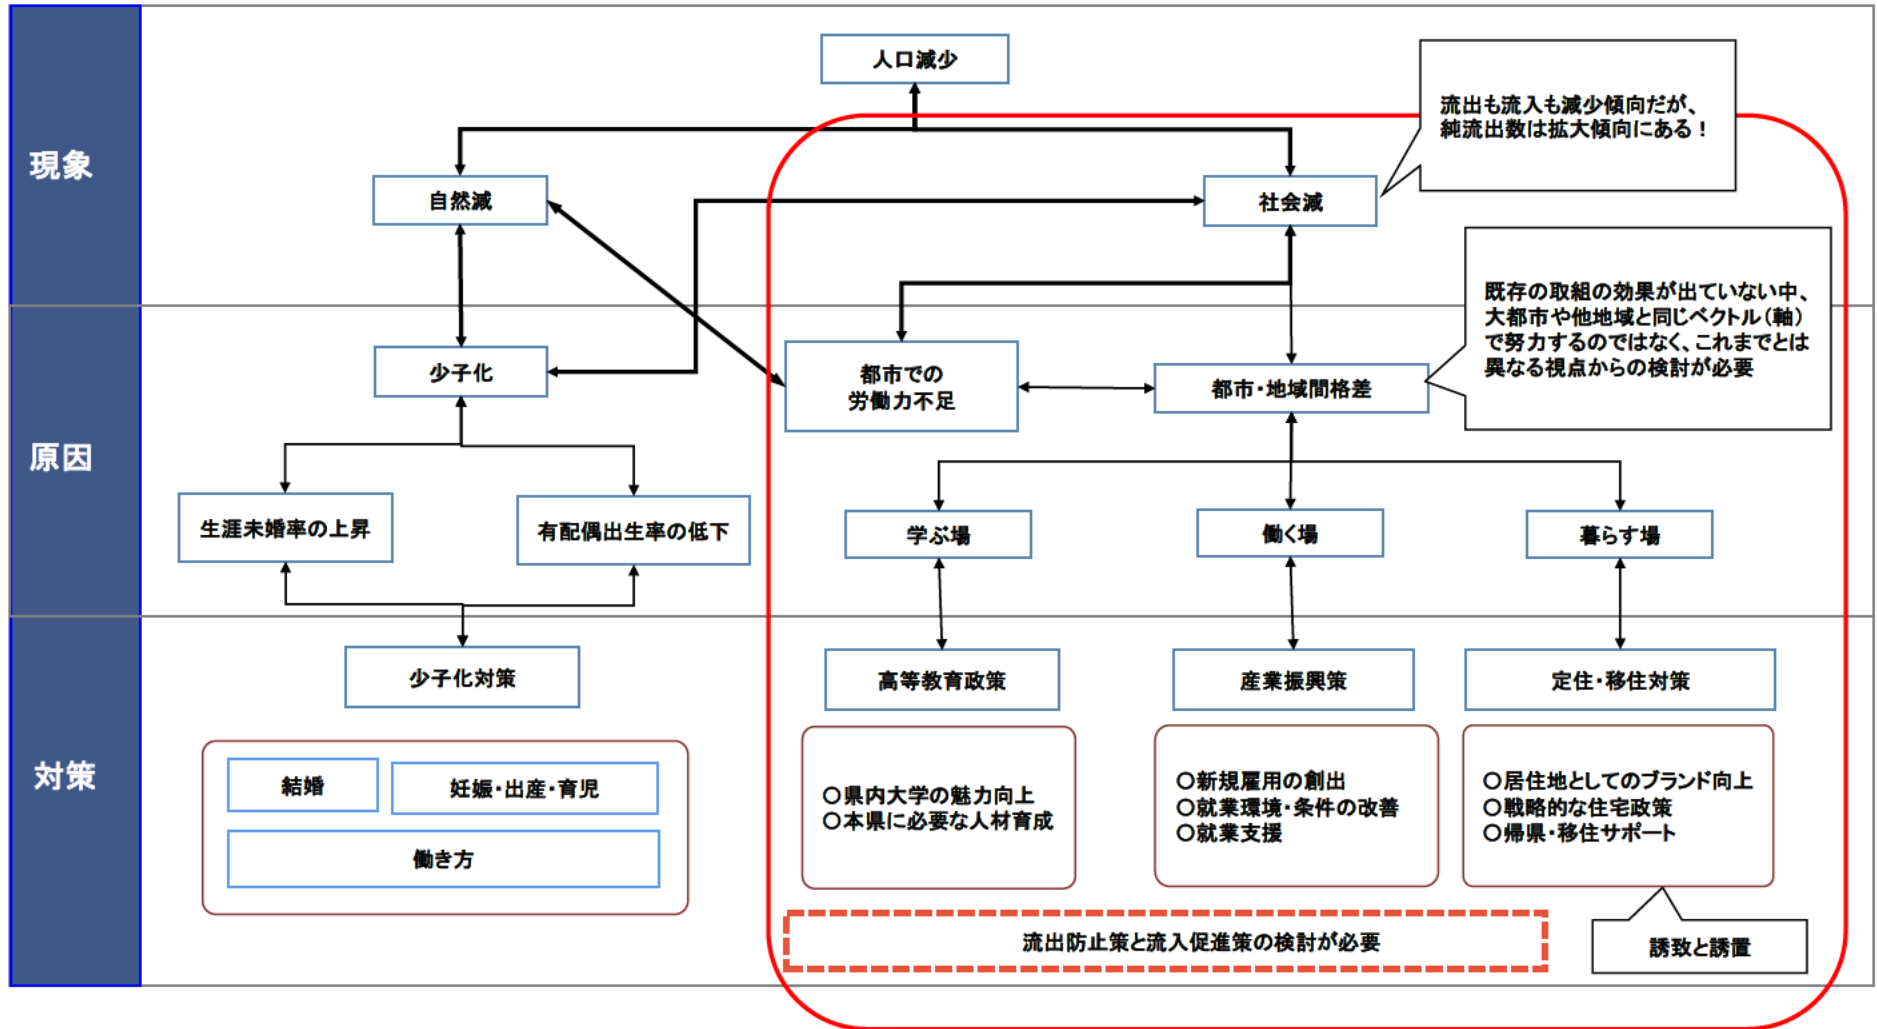 現象
人口減少
流出も流入も減少傾向だが、
純流出数は拡大傾向にある！
自然減
社会減
原因
既存の取組の効果が出ていない中、
大都市や他地域と同じベクトル（軸）
で努力するのではなく、これまでとは
異なる視点からの検討が必要
少子化
都市での
労働力不足
都市・地域間格差
生涯未婚率の上昇
有配偶出生率の低下
学ぶ場
働く場
暮らす場
対策
少子化対策
高等教育政策
産業振興策
定住・移住対策
結婚
妊娠・出産・育児
働き方
○県内大学の魅力向上
○本県に必要な人材育成
○新規雇用の創出
○就業環境・条件の改善
○就業支援
○居住地としてのブランド向上
○戦略的な住宅政策
○帰県・移住サポート
流出防止策と流入促進策の検討が必要
誘致と誘置